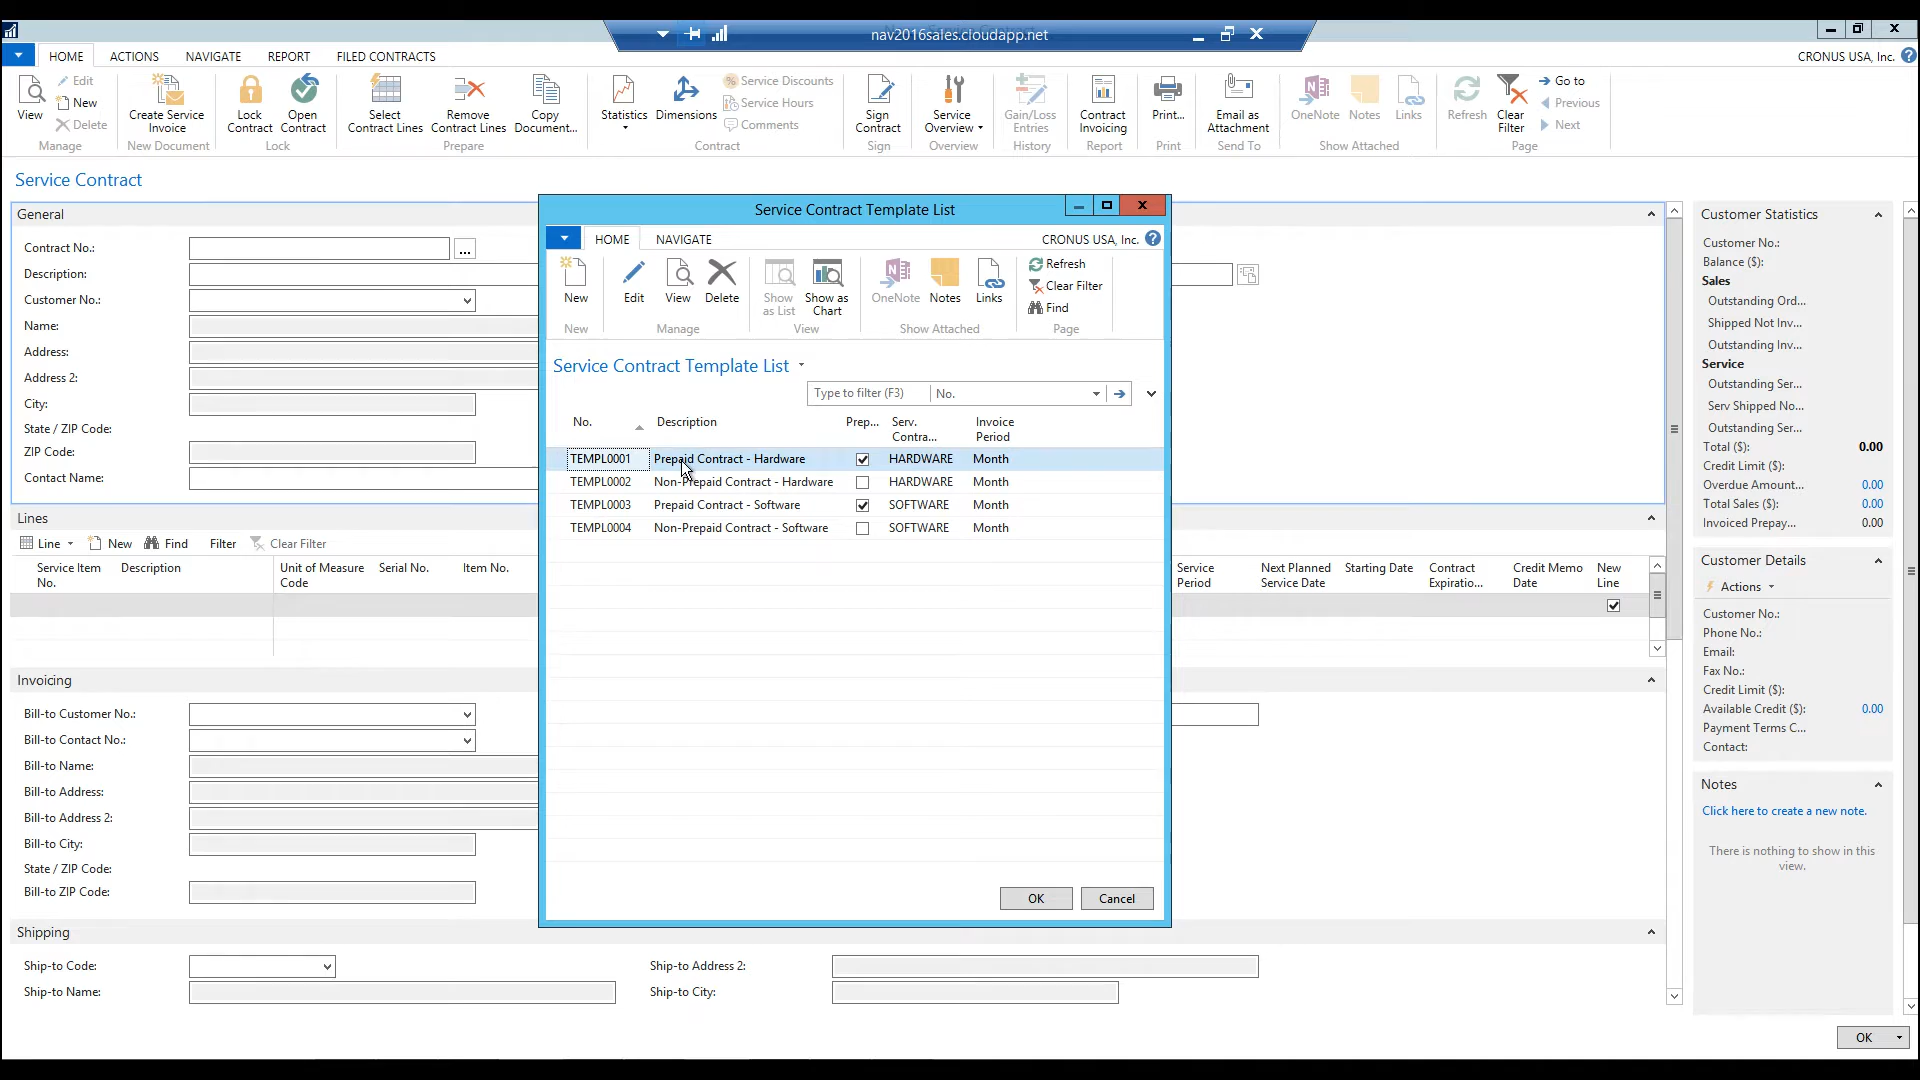 nav2016sales.cloudapp.net
HOME ACTIONS NAVIGATE REPORT FILED CONTRACTS
CRONUS USA, Inc.
View
Edit
New
Delete
Manage
Create Service
Invoice
New Document
Lock
Contract
Open
Contract
Lock
Select
Contract Lines
Remove
Contract Lines
Copy
Document...
Prepare
Statistics
Dimensions
Service Discounts
Service Hours
Comments
Contract
Sign
Contract
Sign
Service
Overview
Overview
Gain/Loss
Entries
History
Contract
Invoicing
Report
Print...
Print
Email as
Attachment
Send To
OneNote
Notes
Links
Show Attached
Refresh
Clear
Filter
Go to
Previous
Next
Page
Service Contract
General
Contract No.:
...
Description:
Customer No.:
Name:
Address:
Address 2:
City:
State / ZIP Code:
ZIP Code:
Contact Name:
Lines
Line New Find Filter Clear Filter
Service Item
No.
Description
Unit of Measure
Code
Serial No.
Item No.
Service
Period
Next Planned
Service Date
Starting Date
Contract
Expiratio...
Credit Memo
Date
New
Line
Invoicing
Bill-to Customer No.:
Bill-to Contact No.:
Bill-to Name:
Bill-to Address:
Bill-to Address 2:
Bill-to City:
State / ZIP Code:
Bill-to ZIP Code:
Shipping
Ship-to Code:
Ship-to Name:
Ship-to Address 2:
Ship-to City:
Service Contract Template List
HOME NAVIGATE
CRONUS USA, Inc.
New
New
Edit
View
Delete
Manage
Show
as List
Show as
Chart
View
OneNote
Notes
Links
Show Attached
Refresh
Clear Filter
Find
Page
Service Contract Template List
Type to filter (F3) No.
No.
Description
Prep...
Serv.
Contra...
Invoice
Period
TEMPL0001 Prepaid Contract - Hardware HARDWARE Month
TEMPL0002 Non-Prepaid Contract - Hardware HARDWARE Month
TEMPL0003 Prepaid Contract - Software SOFTWARE Month
TEMPL0004 Non-Prepaid Contract - Software SOFTWARE Month
OK Cancel
Customer Statistics
Customer No.:
Balance ($):
Sales
Outstanding Ord...
Shipped Not Inv...
Outstanding Inv...
Service
Outstanding Ser...
Serv Shipped No...
Outstanding Ser...
Total ($): 0.00
Credit Limit ($):
Overdue Amount... 0.00
Total Sales ($): 0.00
Invoiced Prepay... 0.00
Customer Details
Actions
Customer No.:
Phone No.:
Email:
Fax No.:
Credit Limit ($):
Available Credit ($): 0.00
Payment Terms C...
Contact:
Notes
Click here to create a new note.
There is nothing to show in this
view.
OK